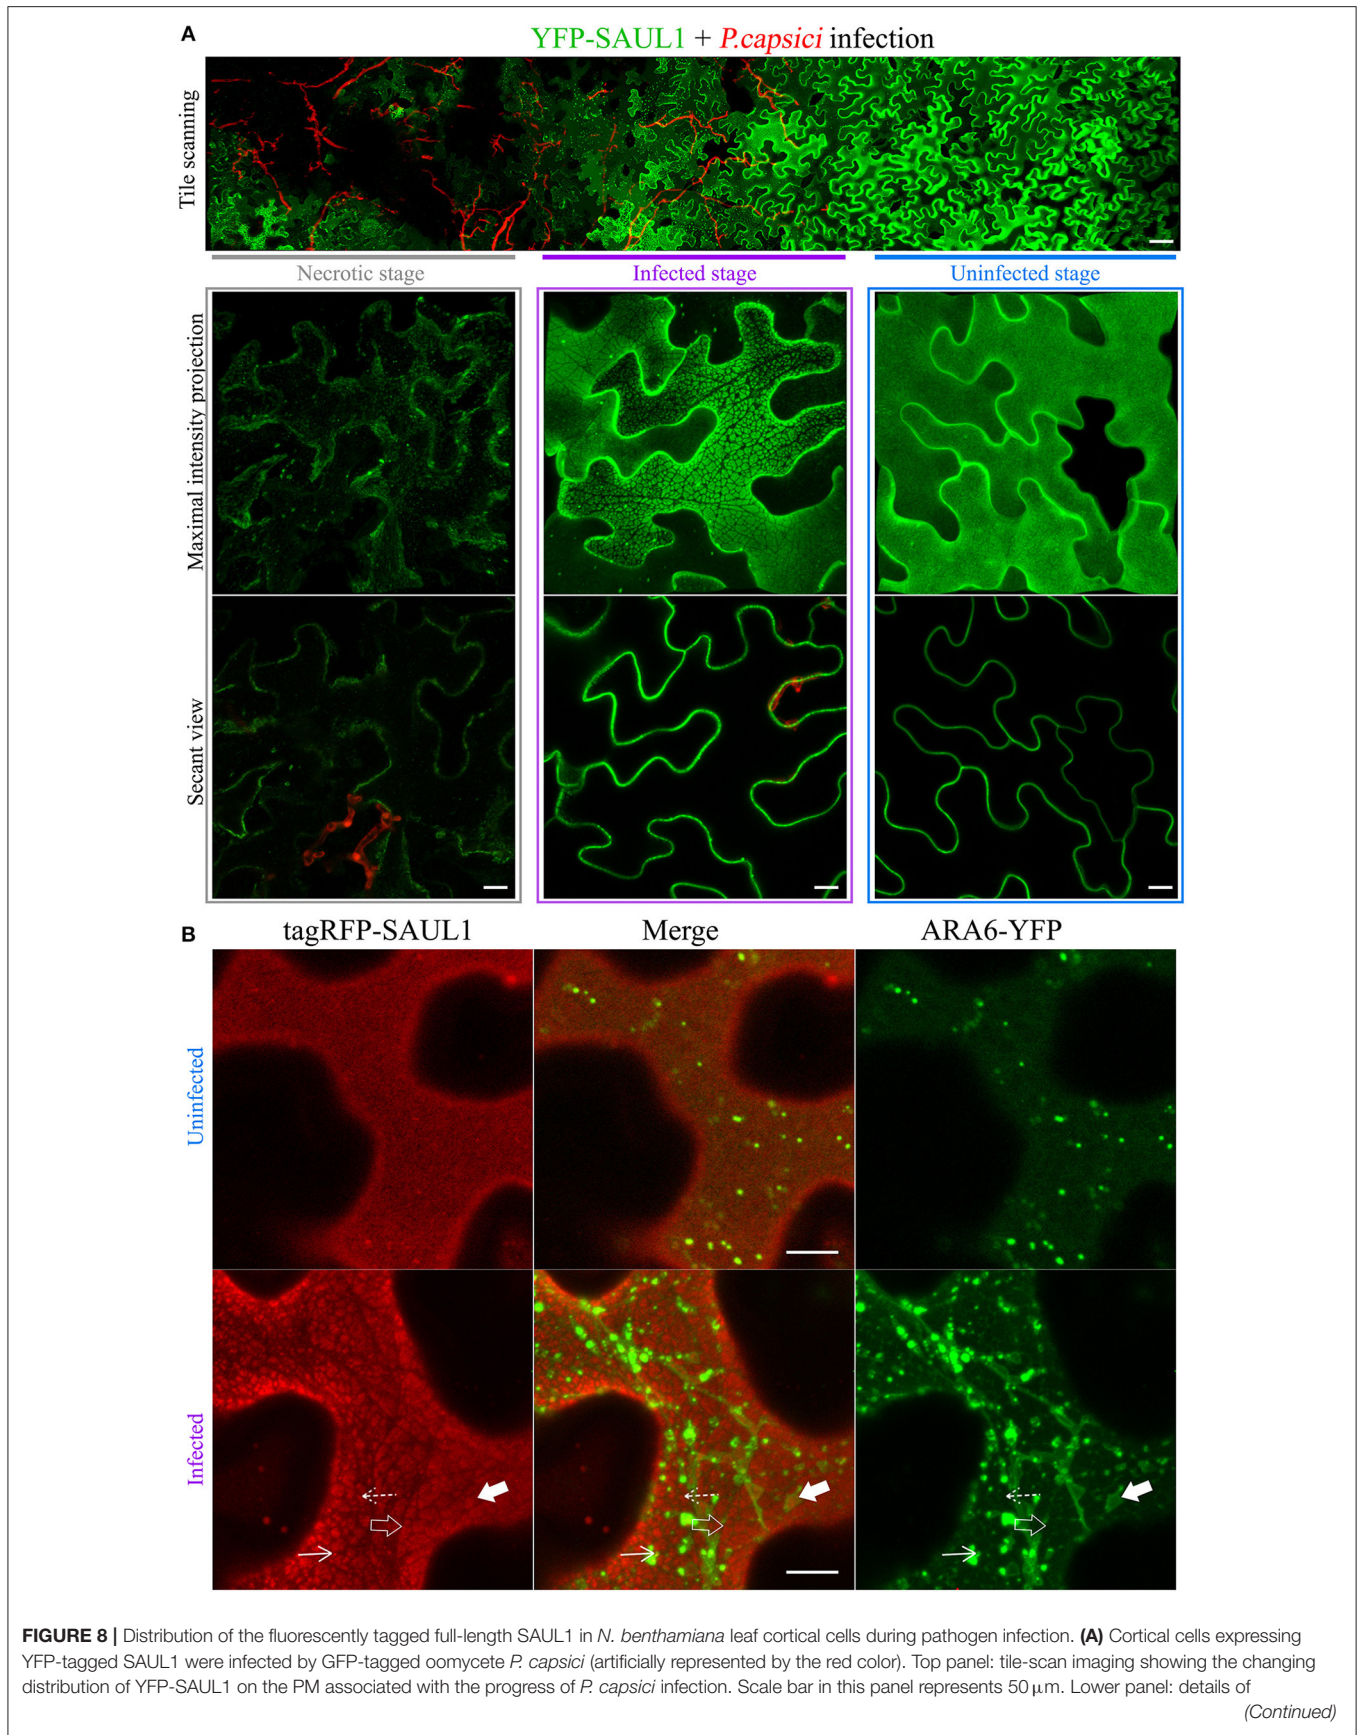 A
YFP-SAUL1 + P.capsici infection
Tile scanning
Necrotic stage
Infected stage
Uninfected stage
Maximal intensity projection
Secant view
B
tagRFP-SAUL1
Merge
ARA6-YFP
Uninfected
Infected
FIGURE 8 | Distribution of the fluorescently tagged full-length SAUL1 in N. benthamiana leaf cortical cells during pathogen infection. (A) Cortical cells expressing
YFP-tagged SAUL1 were infected by GFP-tagged oomycete P. capsici (artificially represented by the red color). Top panel: tile-scan imaging showing the changing
distribution of YFP-SAUL1 on the PM associated with the progress of P. capsici infection. Scale bar in this panel represents 50 μm. Lower panel: details of
(Continued)